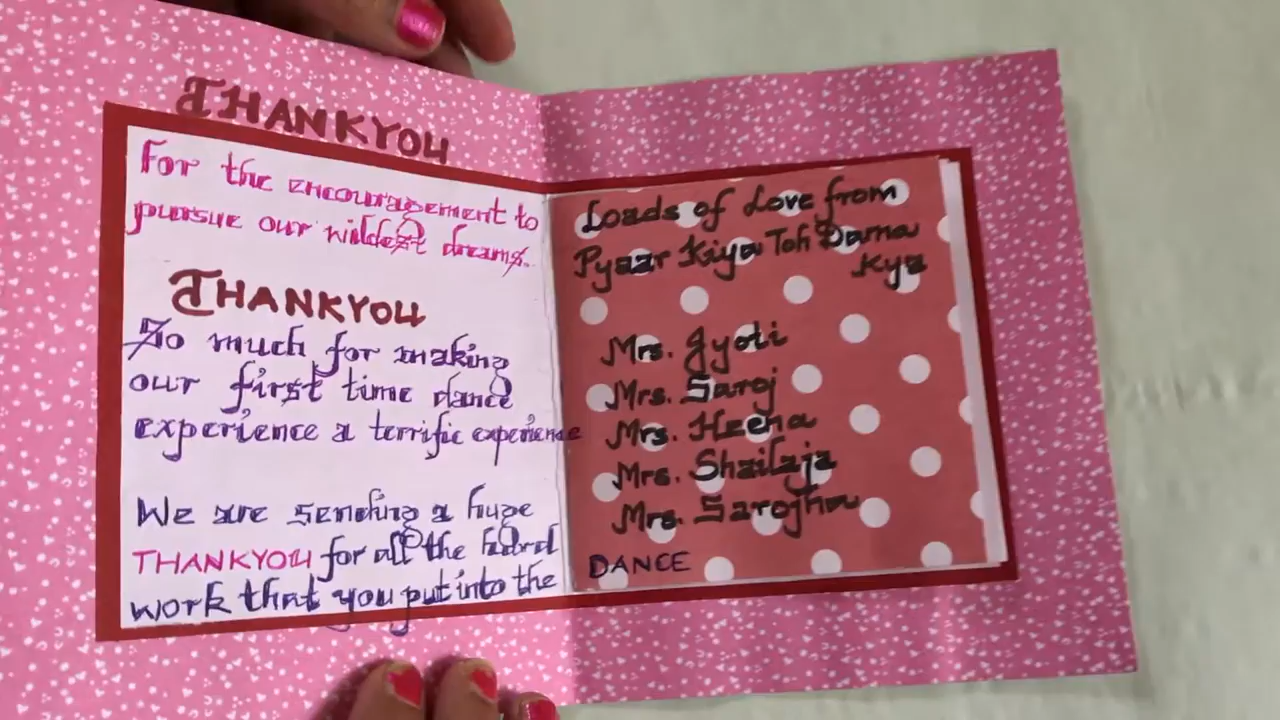 THANKYOU
For the encouragement to
pursue our wildest dreams.
THANKYOU
So much for making
our first time dance
experience a terrific experience
We are sending a huge
THANKYOU for all the hard
work that you put into the
DANCE
Loads of Love from
Pyaar Kiya Toh Darna
Kya
Mrs. Jyoti
Mrs. Saroj
Mrs. Heena
Mrs. Shailaja
Mrs. Sarojhna